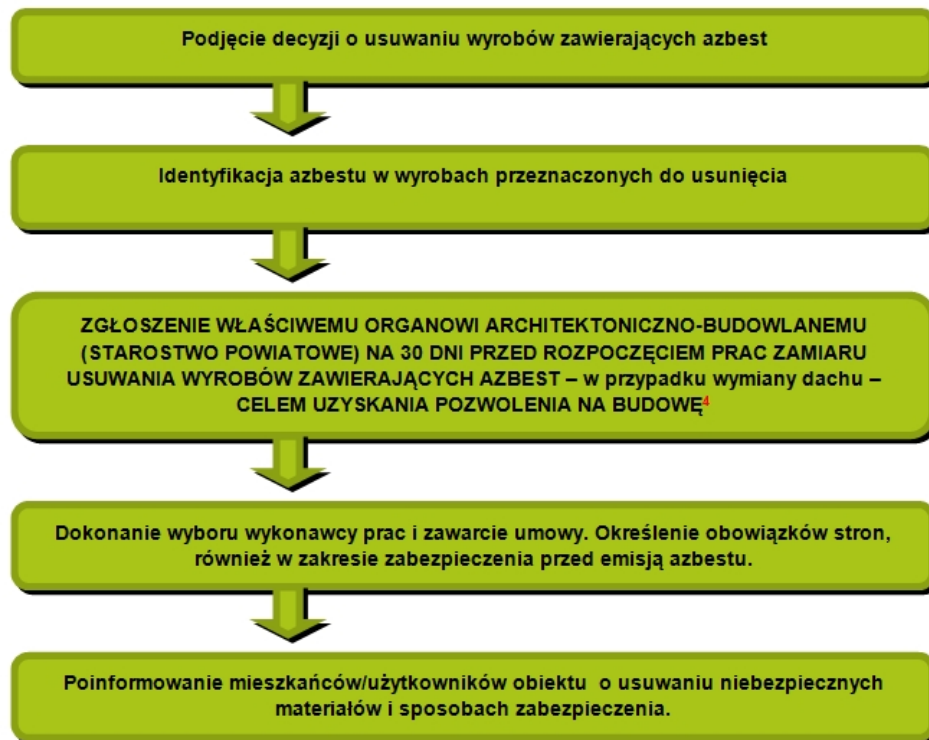 Podjęcie decyzji o usuwaniu wyrobów zawierających azbest
Identyfikacja azbestu w wyrobach przeznaczonych do usunięcia
ZGŁOSZENIE WŁAŚCIWEMU ORGANOWI ARCHITEKTONICZNO-BUDOWLANEMU
(STAROSTWO POWIATOWE) NA 30 DNI PRZED ROZPOCZĘCIEM PRAC ZAMIARU
USUWANIA WYROBÓW ZAWIERAJĄCYCH AZBEST – w przypadku wymiany dachu –
CELEM UZYSKANIA POZWOLENIA NA BUDOWĘ⁴
Dokonanie wyboru wykonawcy prac i zawarcie umowy. Określenie obowiązków stron,
również w zakresie zabezpieczenia przed emisją azbestu.
Poinformowanie mieszkańców/użytkowników obiektu o usuwaniu niebezpiecznych
materiałów i sposobach zabezpieczenia.